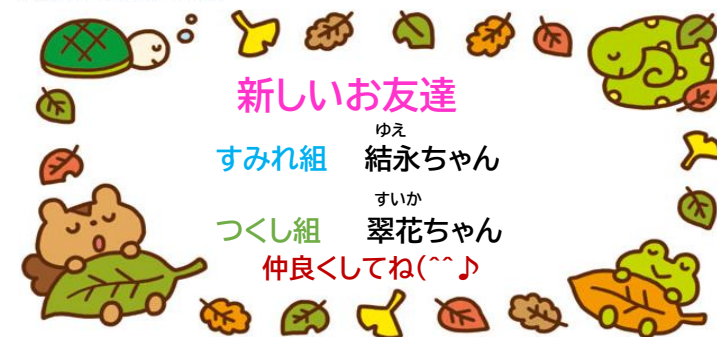 新しいお友達
ゆえ
すみれ組 結永ちゃん
すいか
つくし組 翠花ちゃん
仲良くしてね(^^♪